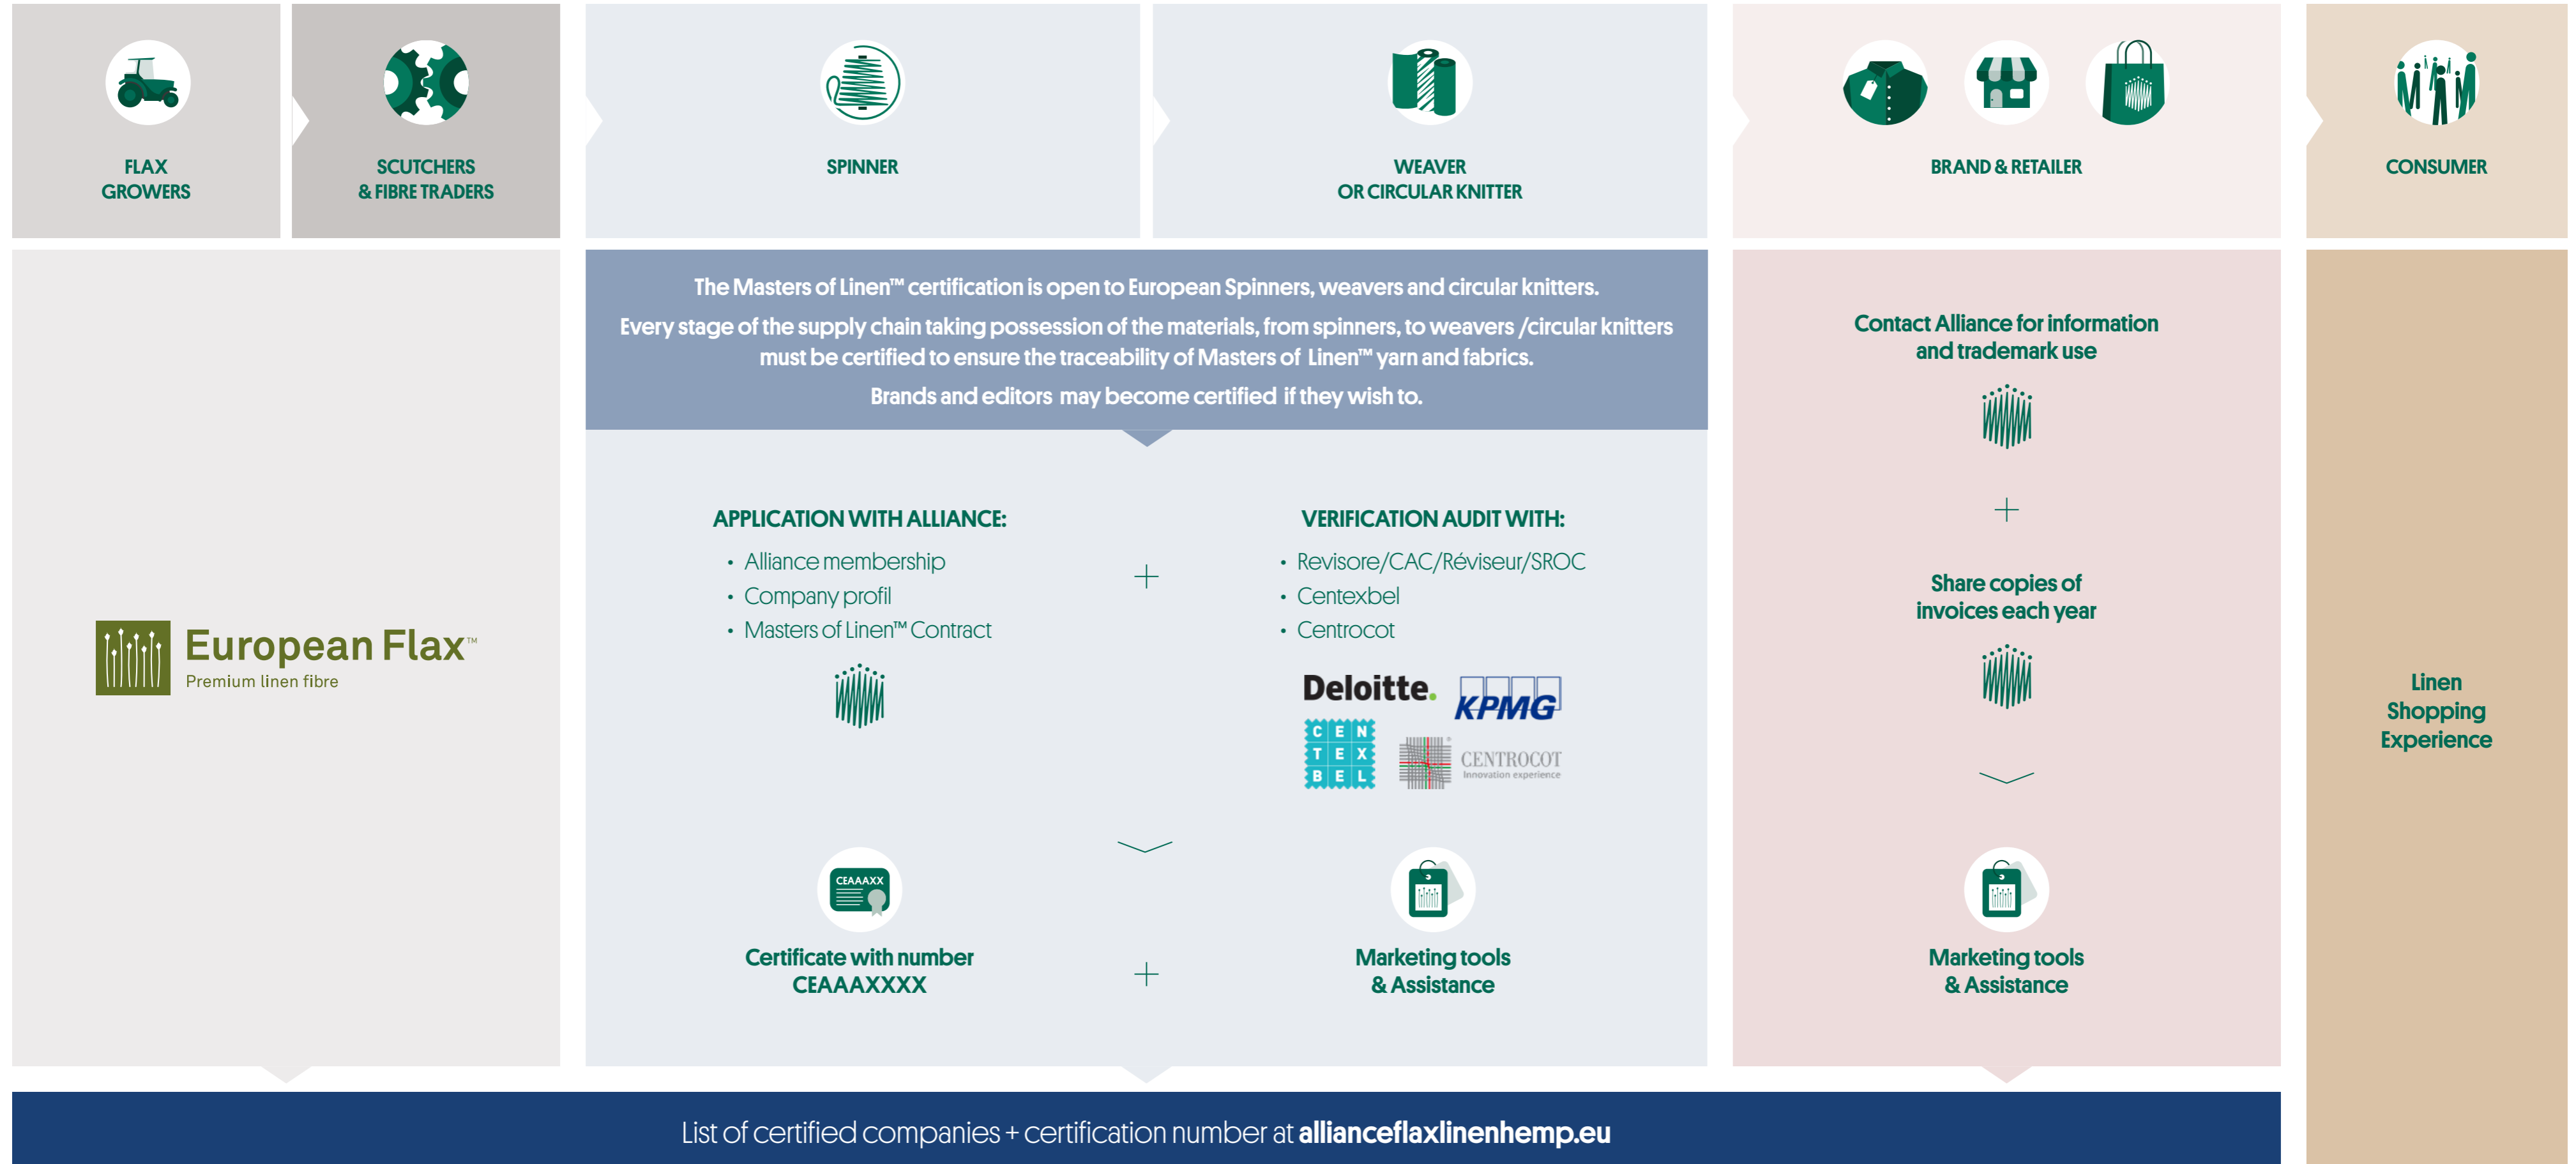 FLAX
GROWERS
SCUTCHERS
& FIBRE TRADERS
SPINNER
WEAVER
OR CIRCULAR KNITTER
BRAND & RETAILER
CONSUMER
European Flax™
Premium linen fibre
The Masters of Linen™ certification is open to European Spinners, weavers and circular knitters.
Every stage of the supply chain taking possession of the materials, from spinners, to weavers /circular knitters
must be certified to ensure the traceability of Masters of Linen™ yarn and fabrics.
Brands and editors may become certified if they wish to.
APPLICATION WITH ALLIANCE:
• Alliance membership
• Company profil
• Masters of Linen™ Contract
+
VERIFICATION AUDIT WITH:
• Revisore/CAC/Réviseur/SROC
• Centexbel
• Centrocot
Deloitte.
KPMG
CEN
TEX
BEL
CENTROCOT
Innovation experience
CEAAAXX
Certificate with number
CEAAAXXXX
+
Marketing tools
& Assistance
Contact Alliance for information
and trademark use
+
Share copies of
invoices each year
Marketing tools
& Assistance
Linen
Shopping
Experience
List of certified companies + certification number at allianceflaxlinenhemp.eu